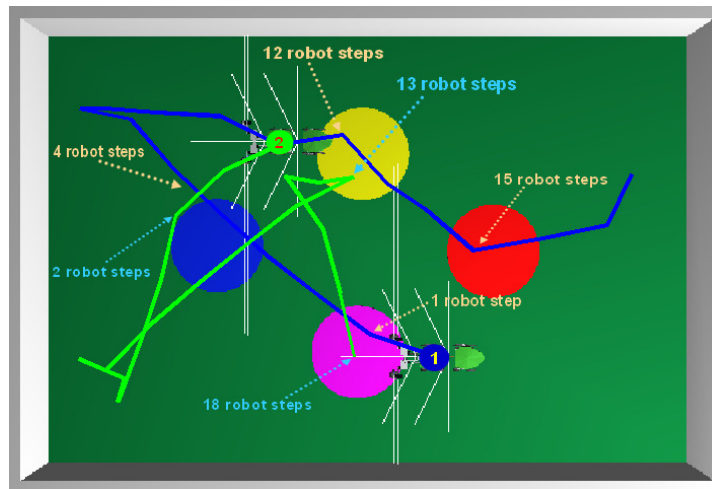 12 robot steps
13 robot steps
2
4 robot steps
15 robot steps
2 robot steps
1 robot step
1
18 robot steps